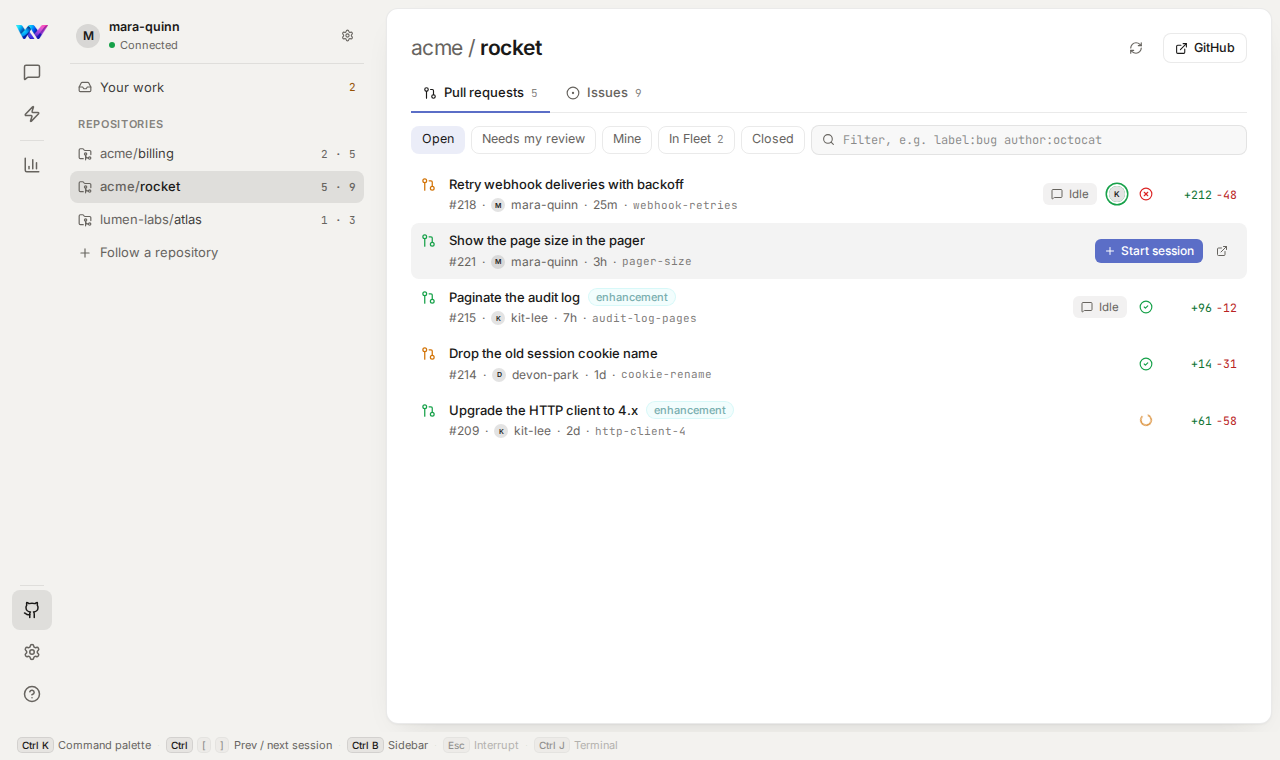 M
mara-quinn
Connected
Your work 2
REPOSITORIES
acme/billing 2 · 5
acme/rocket 5 · 9
lumen-labs/atlas 1 · 3
Follow a repository
acme / rocket
GitHub
Pull requests 5
Issues 9
Open
Needs my review
Mine
In Fleet 2
Closed
Filter, e.g. label:bug author:octocat
Retry webhook deliveries with backoff
#218 · M mara-quinn · 25m · webhook-retries
Idle
K
+212 -48
Show the page size in the pager
#221 · M mara-quinn · 3h · pager-size
Start session
Paginate the audit log enhancement
#215 · K kit-lee · 7h · audit-log-pages
Idle
+96 -12
Drop the old session cookie name
#214 · D devon-park · 1d · cookie-rename
+14 -31
Upgrade the HTTP client to 4.x enhancement
#209 · K kit-lee · 2d · http-client-4
+61 -58
Ctrl K Command palette
Ctrl [ ] Prev / next session
Ctrl B Sidebar
Esc Interrupt
Ctrl J Terminal